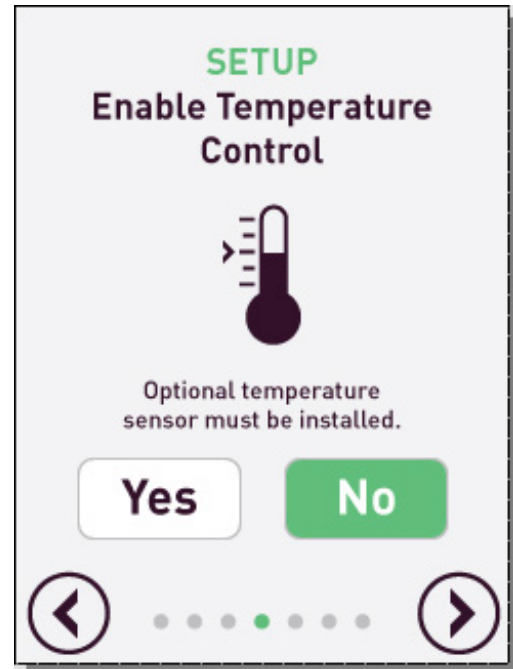 SETUP
Enable Temperature
Control
Optional temperature
sensor must be installed.
Yes
No